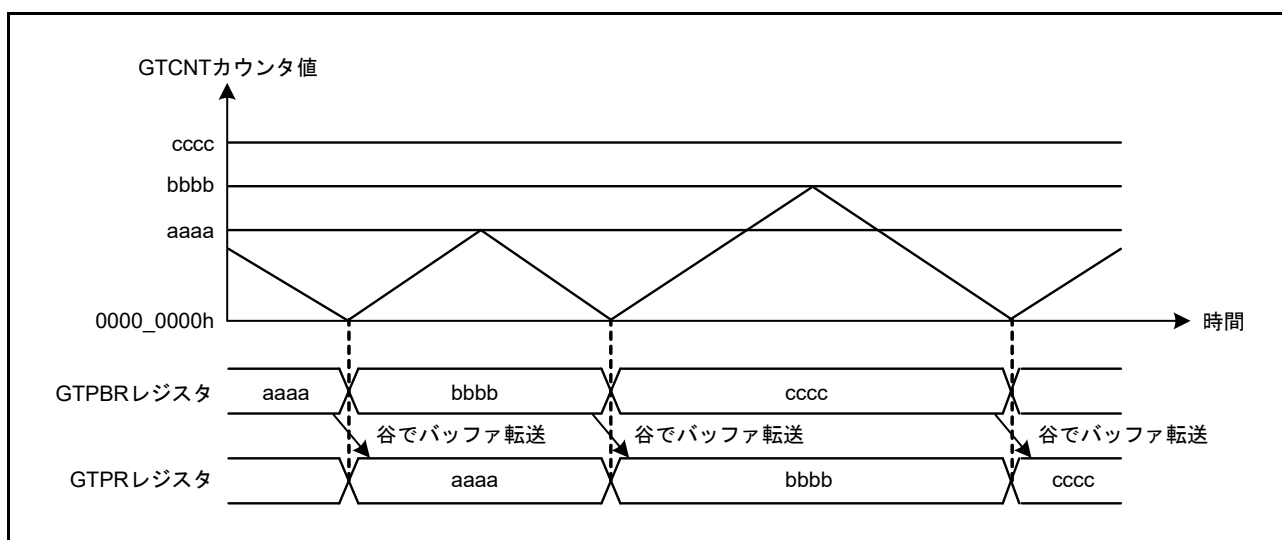 GTCNTカウンタ値
cccc
bbbb
aaaa
0000_0000h
時間
GTPBRレジスタ aaaa bbbb cccc
谷でバッファ転送 谷でバッファ転送 谷でバッファ転送
GTPRレジスタ aaaa bbbb cccc